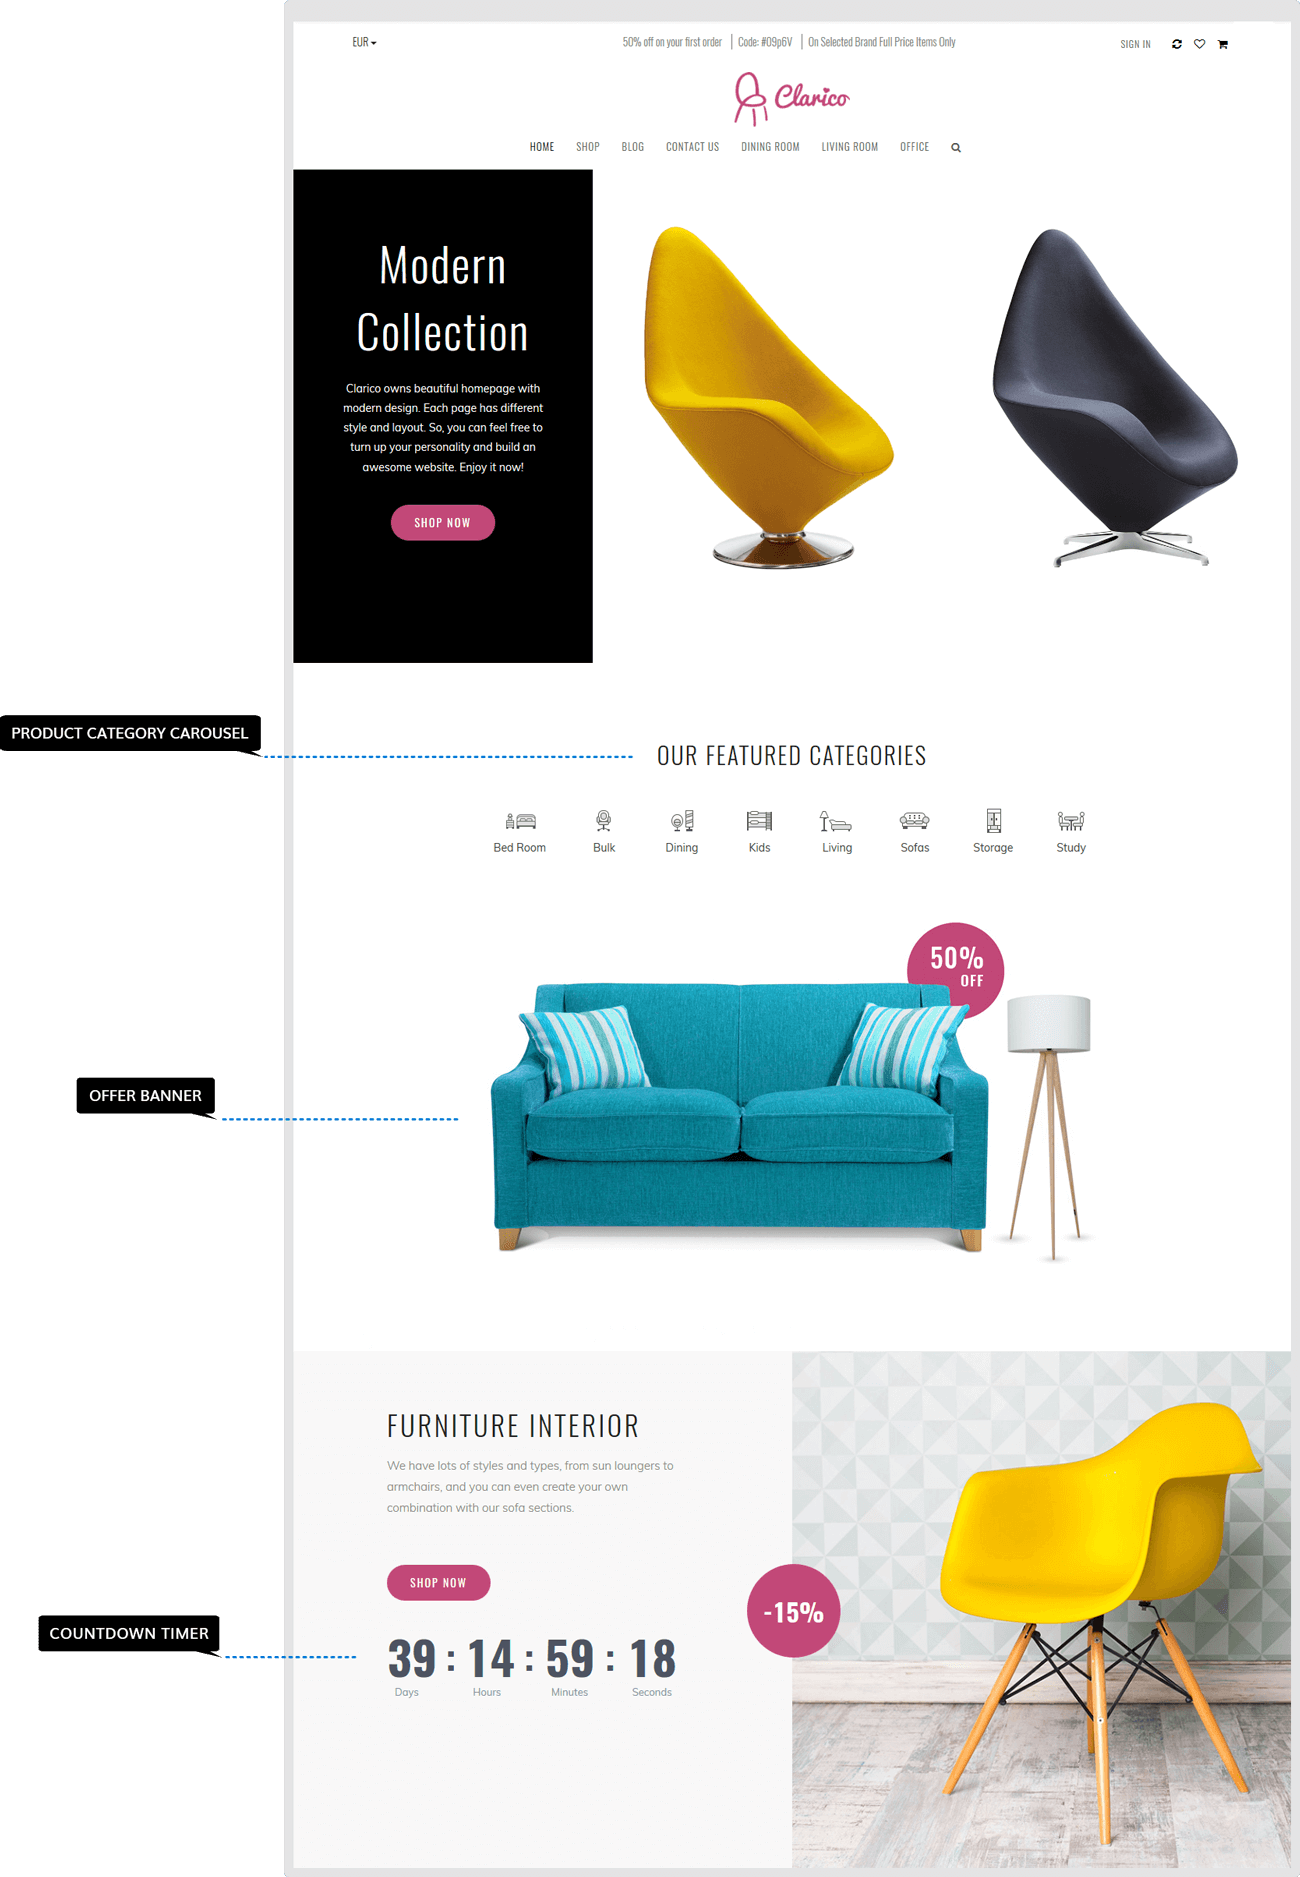 EUR
50% off on your first order | Code: #09p6V | On Selected Brand Full Price Items Only
SIGN IN
Clarico
HOME SHOP BLOG CONTACT US DINING ROOM LIVING ROOM OFFICE
Modern
Collection
Clarico owns beautiful homepage with
modern design. Each page has different
style and layout. So, you can feel free to
turn up your personality and build an
awesome website. Enjoy it now!
SHOP NOW
PRODUCT CATEGORY CAROUSEL
OUR FEATURED CATEGORIES
Bed Room Bulk Dining Kids Living Sofas Storage Study
50%
OFF
OFFER BANNER
FURNITURE INTERIOR
We have lots of styles and types, from sun loungers to
armchairs, and you can even create your own
combination with our sofa sections.
SHOP NOW
-15%
COUNTDOWN TIMER
39 : 14 : 59 : 18
Days Hours Minutes Seconds